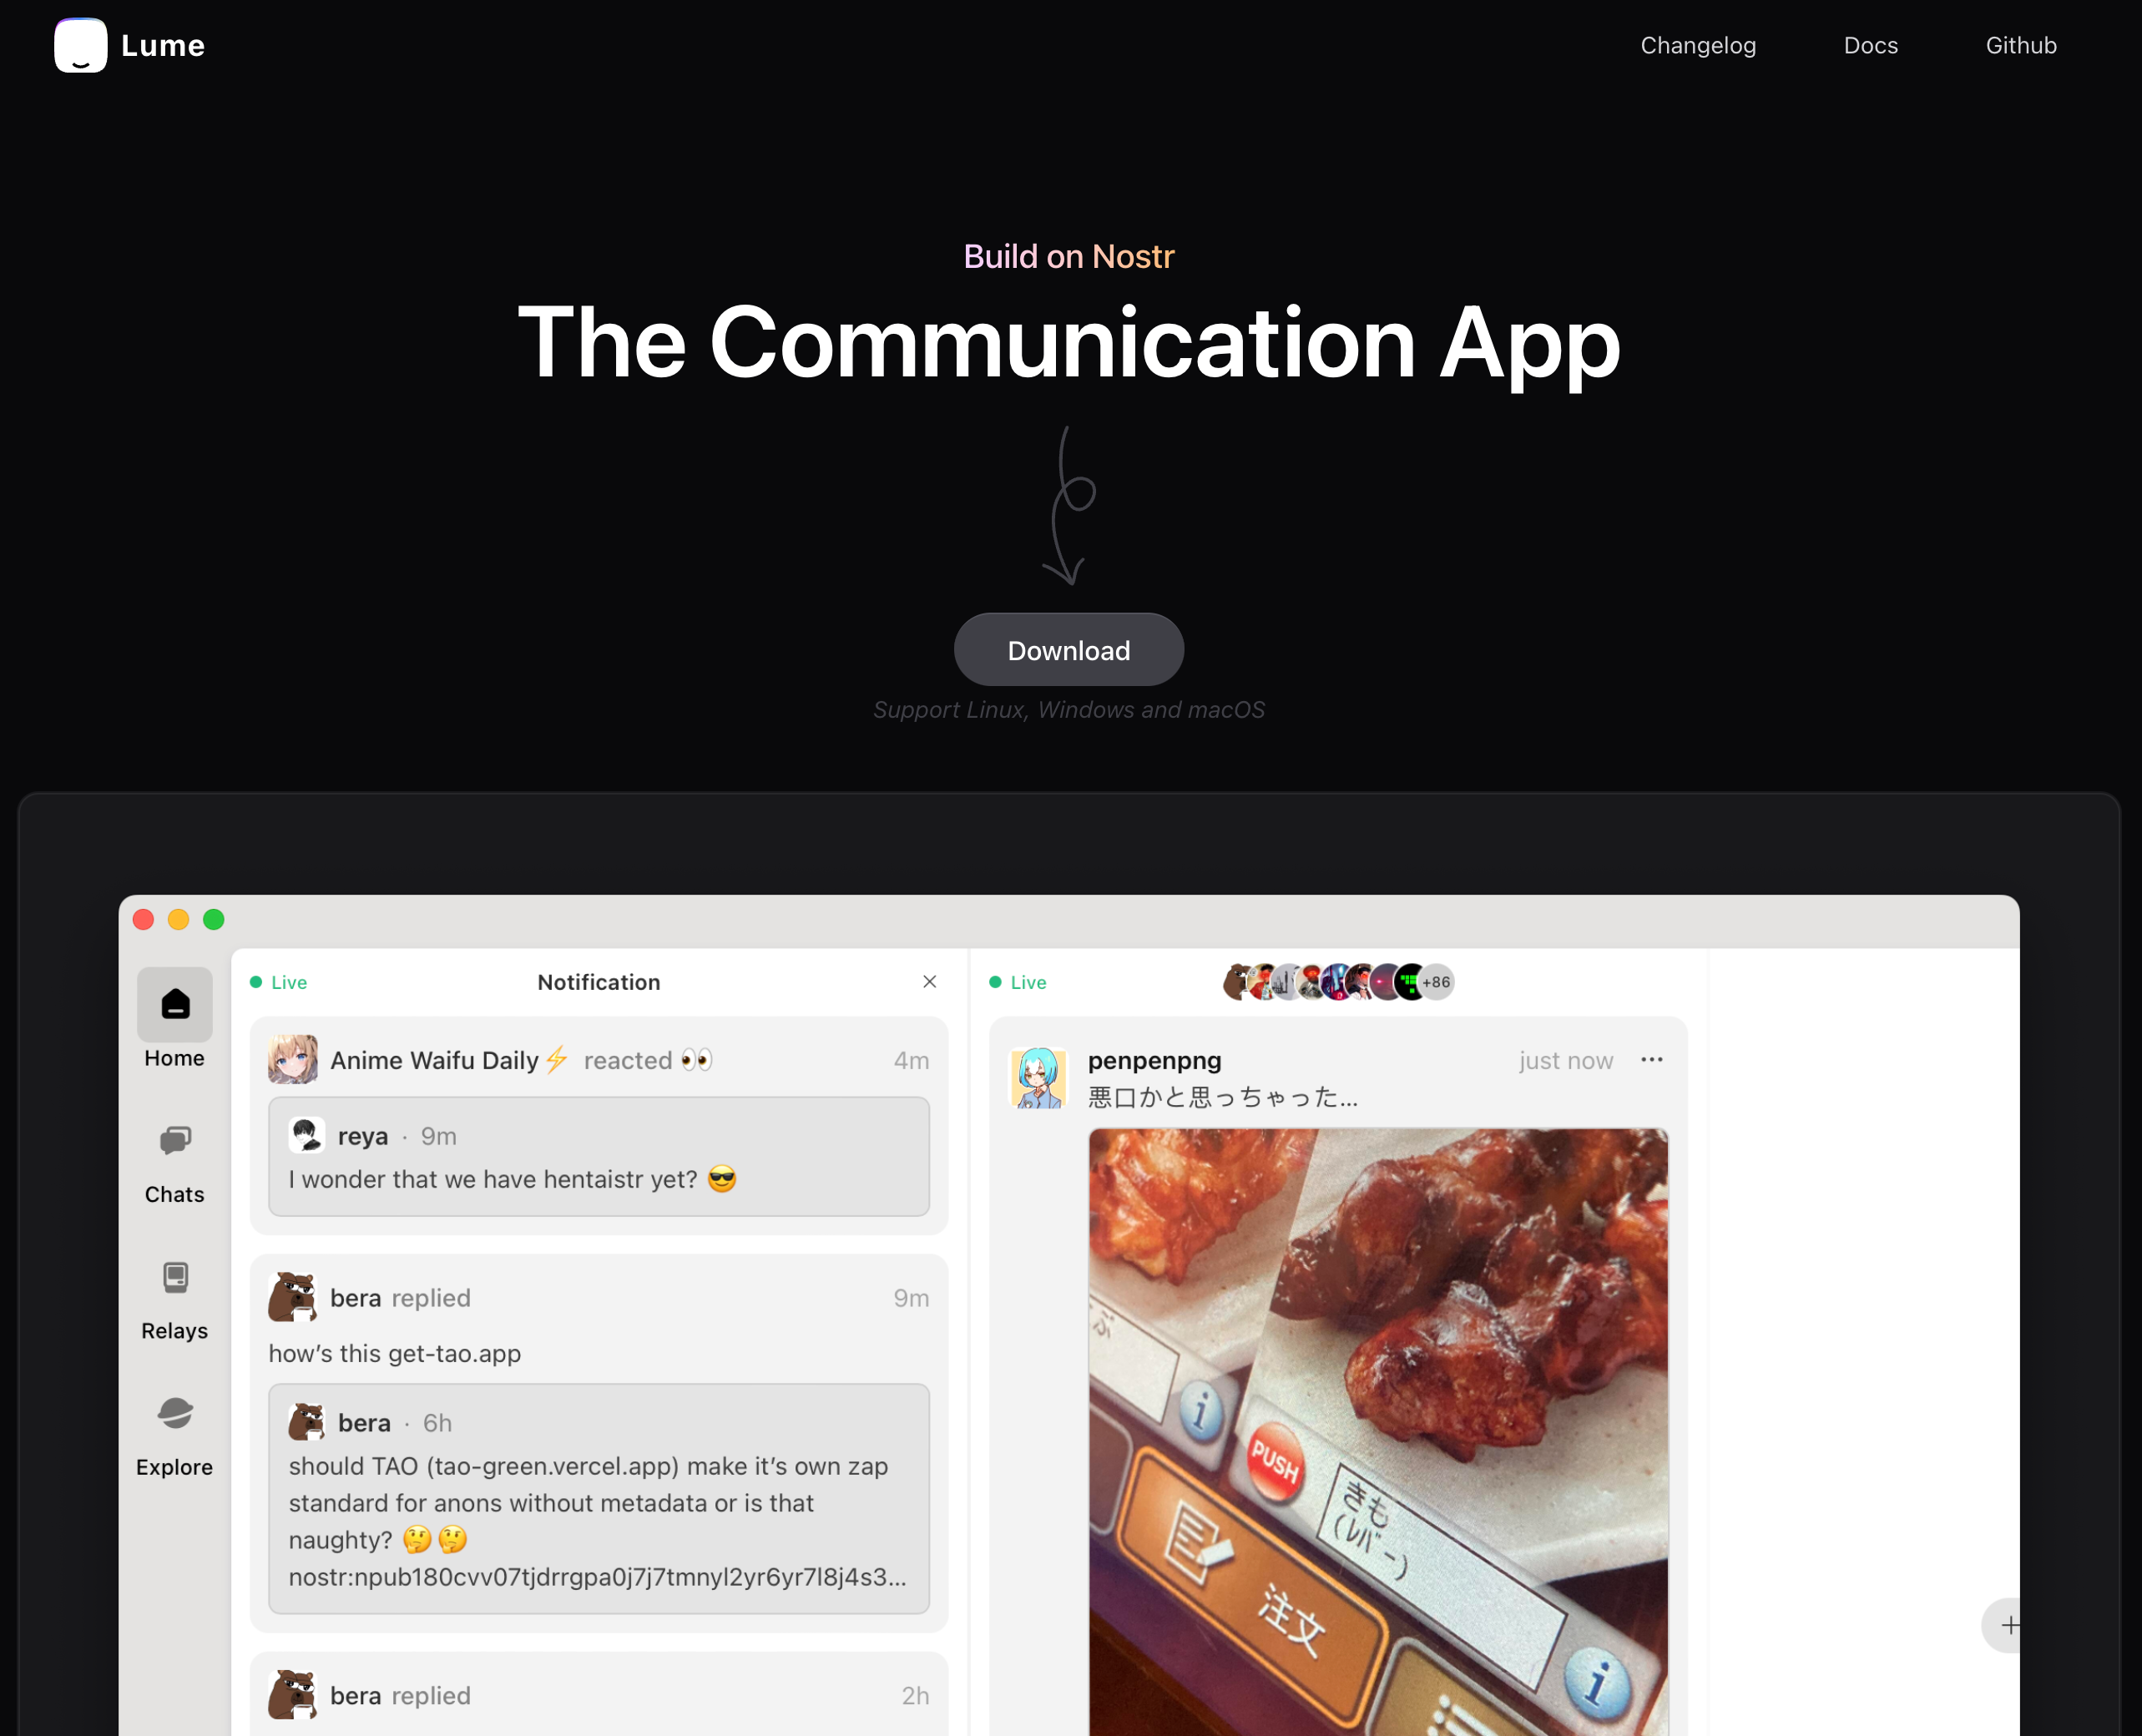 Lume
Changelog
Docs
Github
Build on Nostr
The Communication App
Download
Support Linux, Windows and macOS
Home
Chats
Relays
Explore
Live
Notification
Anime Waifu Daily⚡ reacted 👀
4m
reya · 9m
I wonder that we have hentaistr yet? 😎
bera replied
9m
how’s this get-tao.app
bera · 6h
should TAO (tao-green.vercel.app) make it’s own zap
standard for anons without metadata or is that
naughty? 🤔🤔
nostr:npub180cvv07tjdrrgpa0j7j7tmnyl2yr6yr7l8j4s3...
bera replied
2h
Live
+86
penpenpng
just now
悪口かと思っちゃった...
ぶ
PUSH
きも
(レバー)
注文